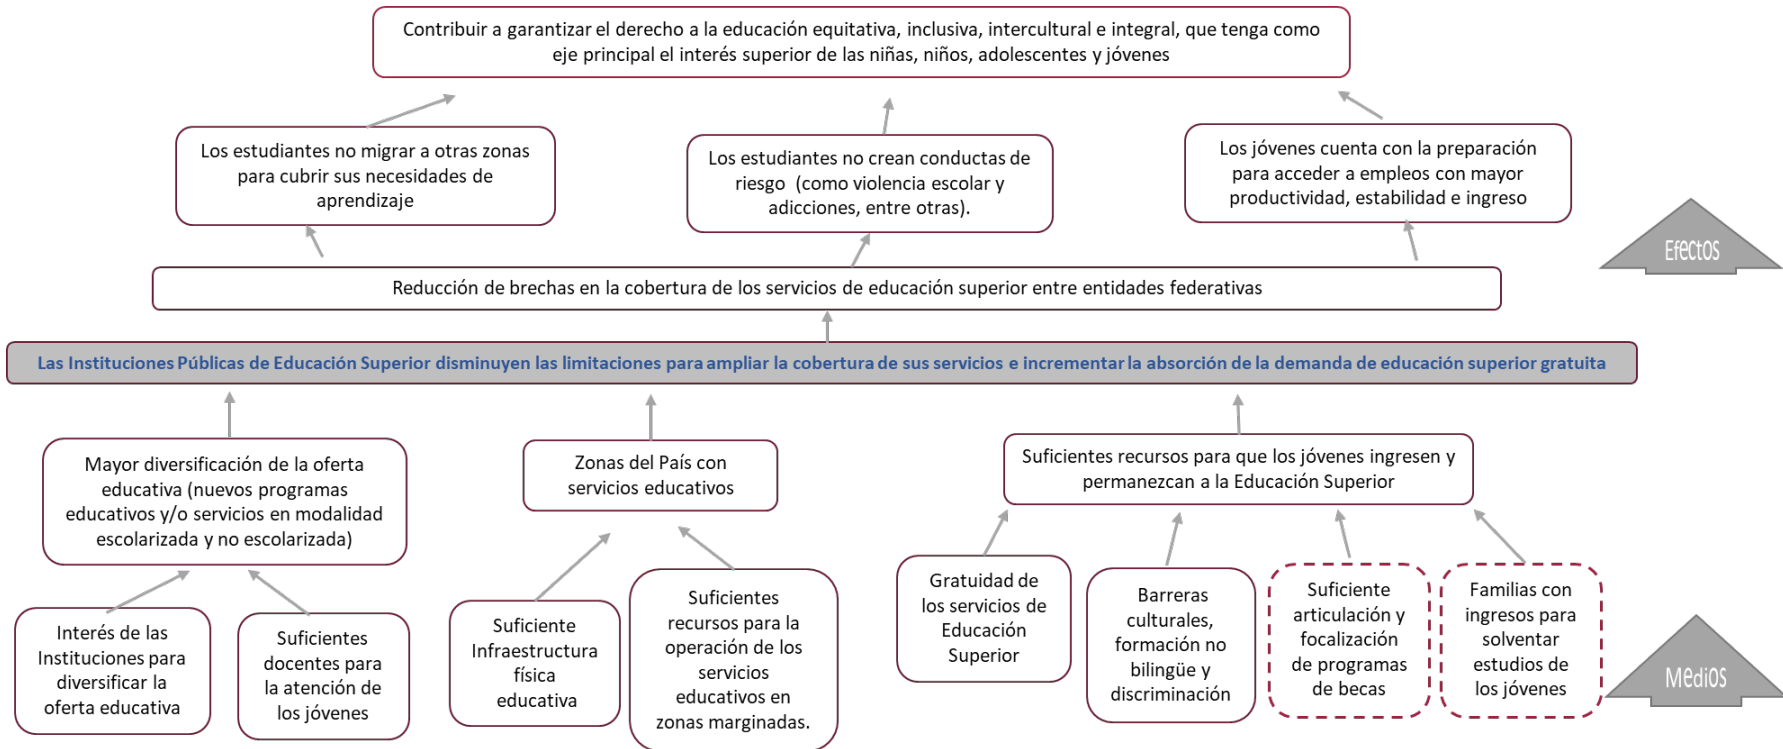 Contribuir a garantizar el derecho a la educación equitativa, inclusiva, intercultural e integral, que tenga como
eje principal el interés superior de las niñas, niños, adolescentes y jóvenes
Los estudiantes no migrar a otras zonas
para cubrir sus necesidades de
aprendizaje
Los estudiantes no crean conductas de
riesgo (como violencia escolar y
adicciones, entre otras).
Los jóvenes cuenta con la preparación
para acceder a empleos con mayor
productividad, estabilidad e ingreso
Efectos
Reducción de brechas en la cobertura de los servicios de educación superior entre entidades federativas
Las Instituciones Públicas de Educación Superior disminuyen las limitaciones para ampliar la cobertura de sus servicios e incrementar la absorción de la demanda de educación superior gratuita
Mayor diversificación de la oferta
educativa (nuevos programas
educativos y/o servicios en modalidad
escolarizada y no escolarizada)
Zonas del País con
servicios educativos
Suficientes recursos para que los jóvenes ingresen y
permanezcan a la Educación Superior
Interés de las
Instituciones para
diversificar la
oferta educativa
Suficientes
docentes para
la atención de
los jóvenes
Suficiente
Infraestructura
física
educativa
Suficientes
recursos para la
operación de los
servicios
educativos en
zonas marginadas.
Gratuidad de
los servicios de
Educación
Superior
Barreras
culturales,
formación no
bilingüe y
discriminación
Suficiente
articulación y
focalización
de programas
de becas
Familias con
ingresos para
solventar
estudios de
los jóvenes
Medios